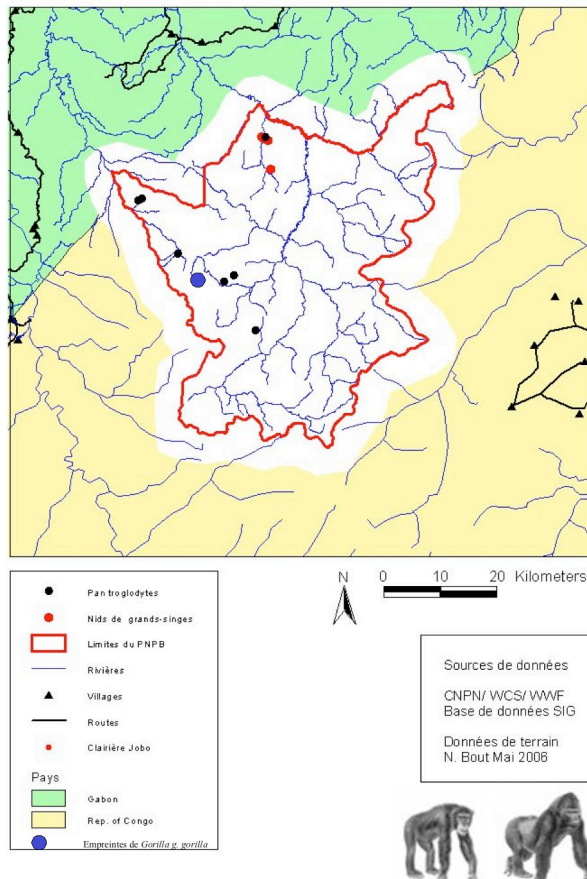 N
0 10 20 Kilometers
Pan troglodytes
Nids de grands-singes
Limites du PNPB
Rivières
Villages
Routes
Clairière Jobo
Pays
Gabon
Rep. of Congo
Empreintes de Gorilla g. gorilla
Sources de données
CNPN/ WCS/ WWF
Base de données SIG
Données de terrain
N. Bout Mai 2006